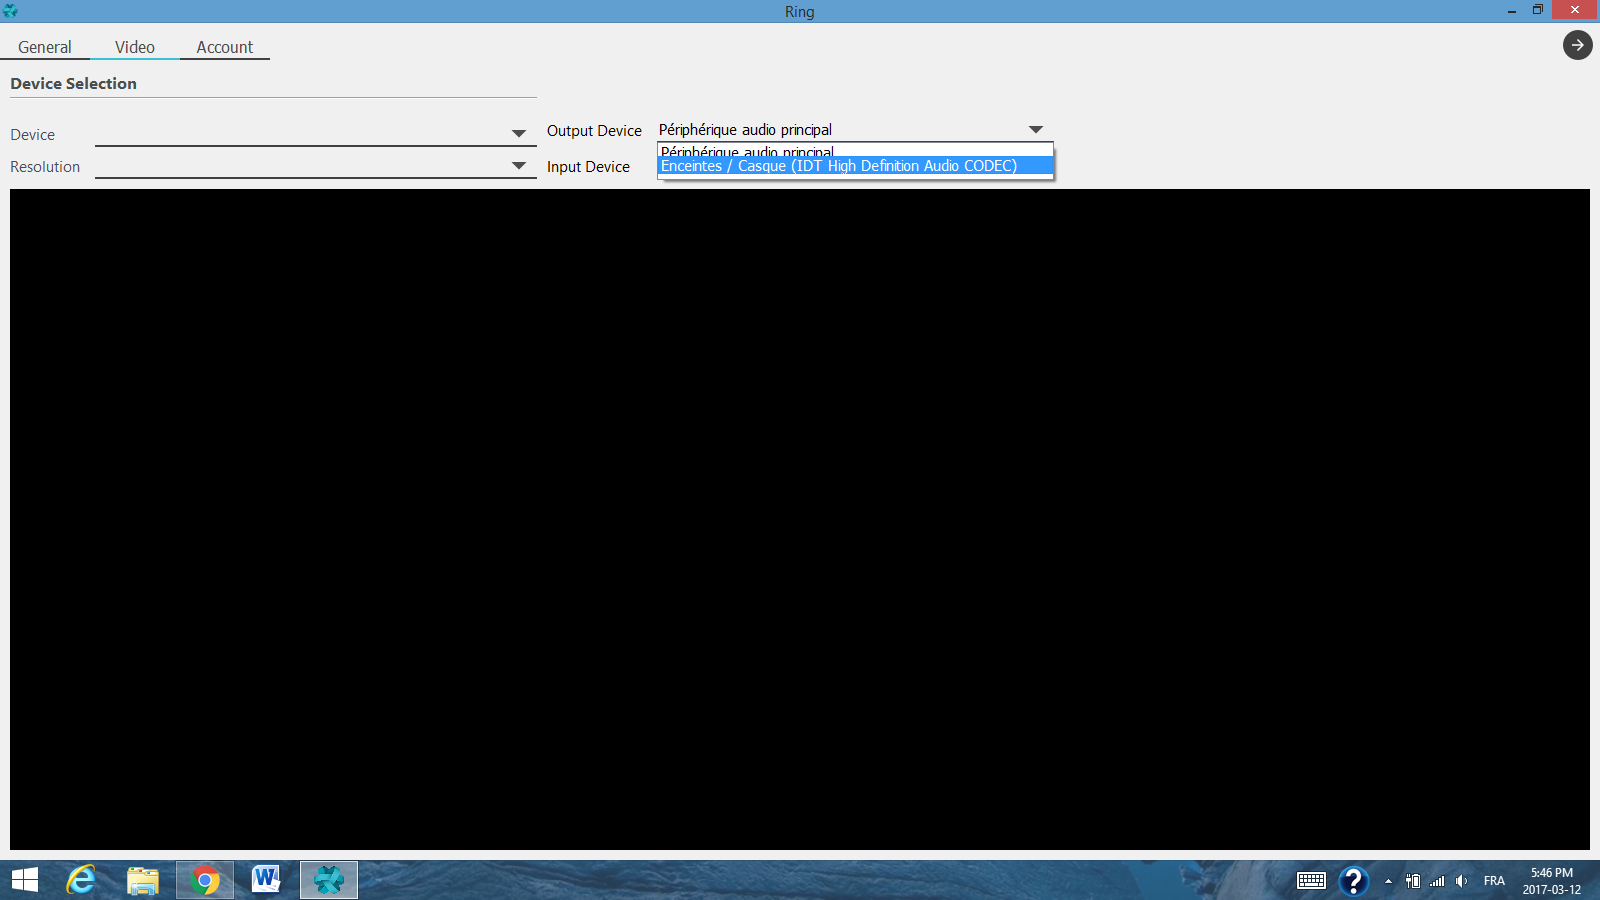 Ring
General Video Account
Device Selection
Device
Output Device Périphérique audio principal
Périphérique audio principal
Enceintes / Casque (IDT High Definition Audio CODEC)
Resolution
Input Device
FRA
5:46 PM
2017-03-12